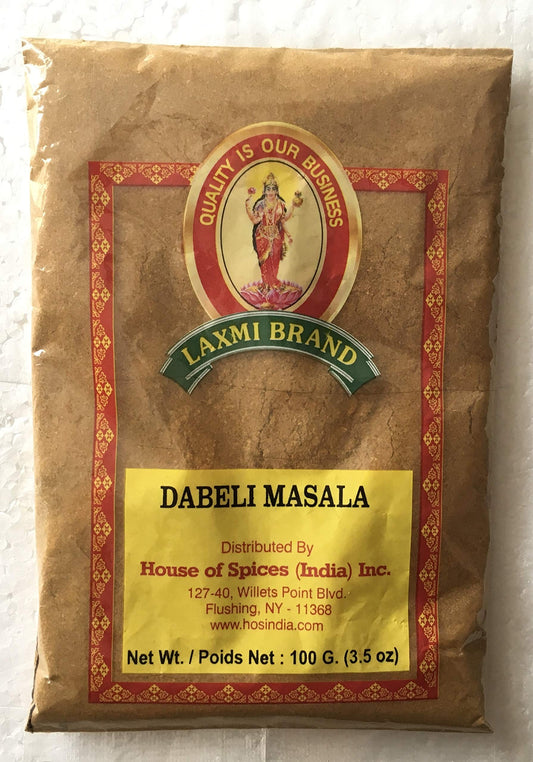 QUALITY IS OUR BUSINESS
LAXMI BRAND
DABELI MASALA
Distributed By
House of Spices (India) Inc.
127-40, Willets Point Blvd.
Flushing, NY - 11368
www.hosindia.com
Net Wt. / Poids Net : 100 G. (3.5 oz)